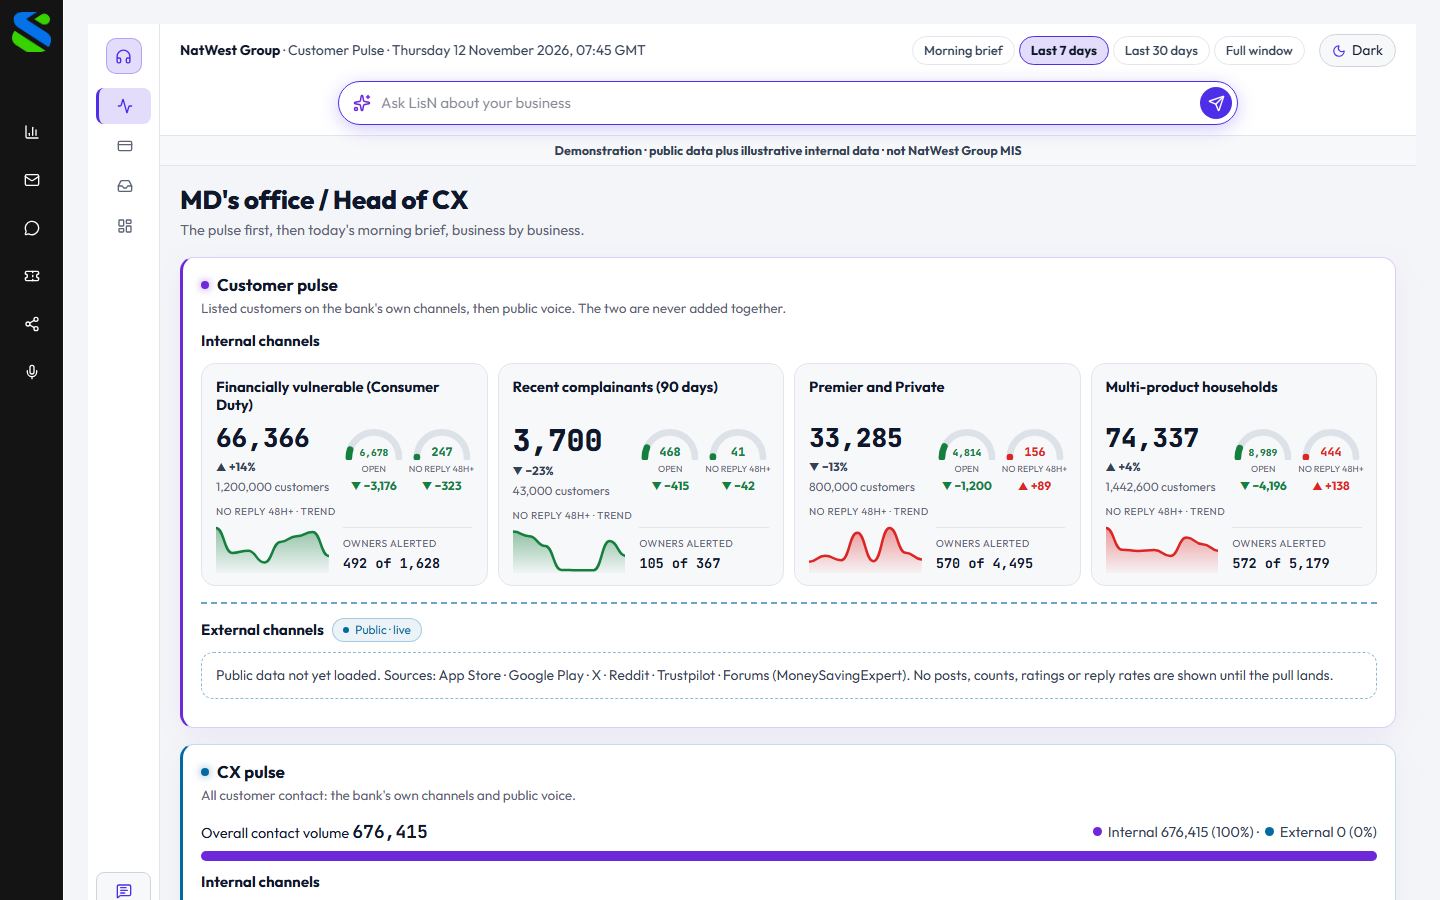 NatWest Group · Customer Pulse · Thursday 12 November 2026, 07:45 GMT
Morning brief
Last 7 days
Last 30 days
Full window
Dark
Ask LisN about your business
Demonstration · public data plus illustrative internal data · not NatWest Group MIS
MD's office / Head of CX
The pulse first, then today's morning brief, business by business.
Customer pulse
Listed customers on the bank's own channels, then public voice. The two are never added together.
Internal channels
Financially vulnerable (Consumer
Duty)
66,366
▲ +14%
1,200,000 customers
6,678
OPEN
▼ −3,176
247
NO REPLY 48H+
▼ −323
NO REPLY 48H+ · TREND
OWNERS ALERTED
492 of 1,628
Recent complainants (90 days)
3,700
▼ −23%
43,000 customers
468
OPEN
▼ −415
41
NO REPLY 48H+
▼ −42
NO REPLY 48H+ · TREND
OWNERS ALERTED
105 of 367
Premier and Private
33,285
▼ −13%
800,000 customers
4,814
OPEN
▼ −1,200
156
NO REPLY 48H+
▲ +89
NO REPLY 48H+ · TREND
OWNERS ALERTED
570 of 4,495
Multi-product households
74,337
▲ +4%
1,442,600 customers
8,989
OPEN
▼ −4,196
444
NO REPLY 48H+
▲ +138
NO REPLY 48H+ · TREND
OWNERS ALERTED
572 of 5,179
External channels
Public · live
Public data not yet loaded. Sources: App Store · Google Play · X · Reddit · Trustpilot · Forums (MoneySavingExpert). No posts, counts, ratings or reply rates are shown until the pull lands.
CX pulse
All customer contact: the bank's own channels and public voice.
Overall contact volume 676,415
Internal 676,415 (100%) · External 0 (0%)
Internal channels